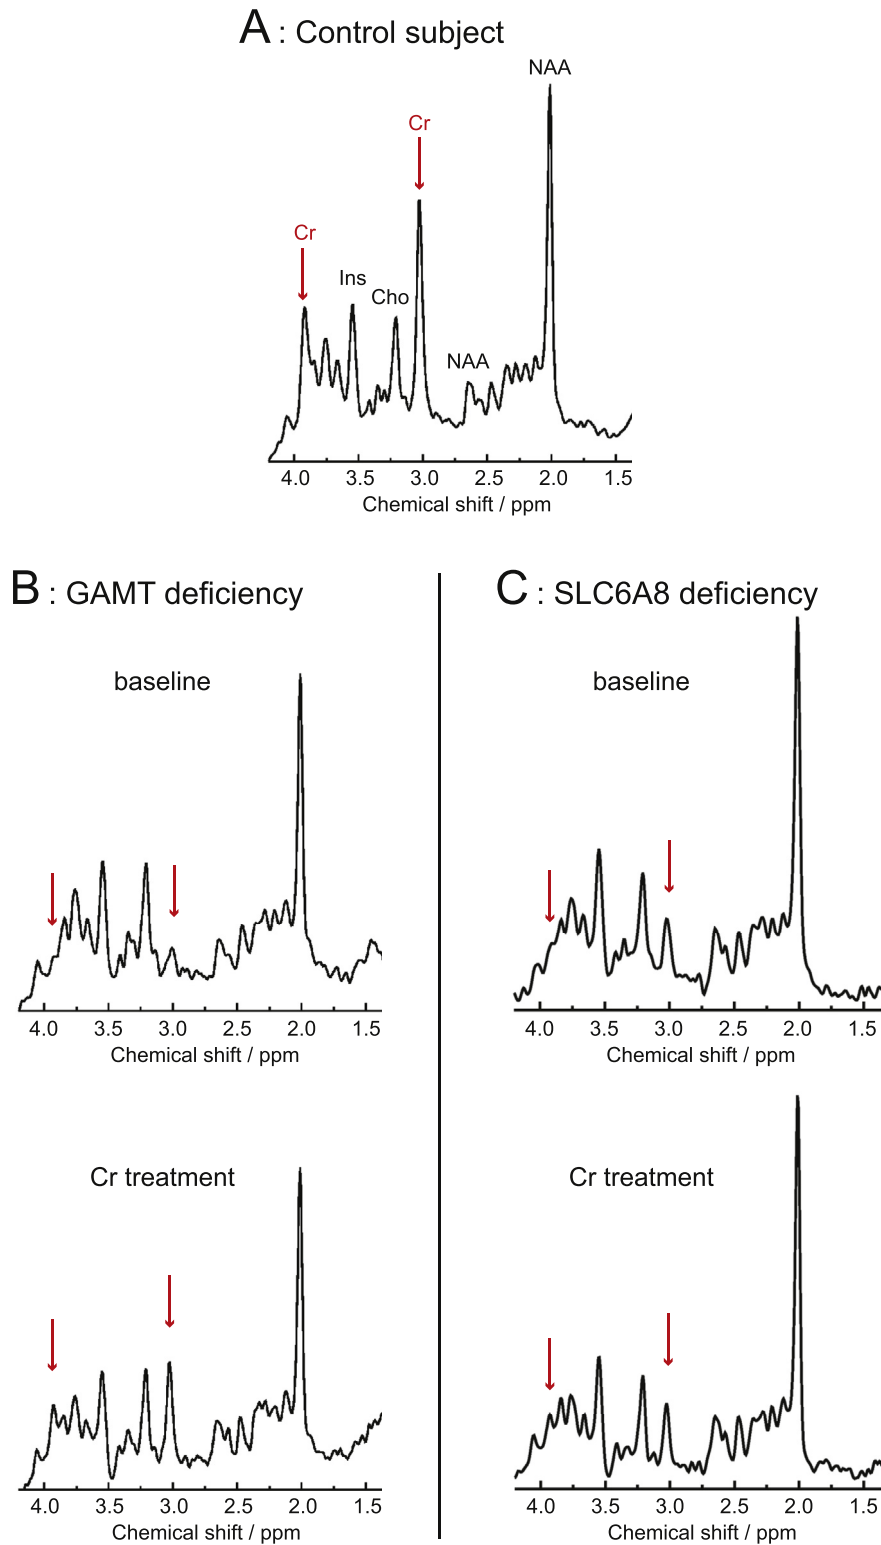 A : Control subject
NAA
Cr
Cr
Ins
Cho
NAA
4.0 3.5 3.0 2.5 2.0 1.5
Chemical shift / ppm
B : GAMT deficiency
baseline
4.0 3.5 3.0 2.5 2.0 1.5
Chemical shift / ppm
Cr treatment
4.0 3.5 3.0 2.5 2.0 1.5
Chemical shift / ppm
C : SLC6A8 deficiency
baseline
4.0 3.5 3.0 2.5 2.0 1.5
Chemical shift / ppm
Cr treatment
4.0 3.5 3.0 2.5 2.0 1.5
Chemical shift / ppm